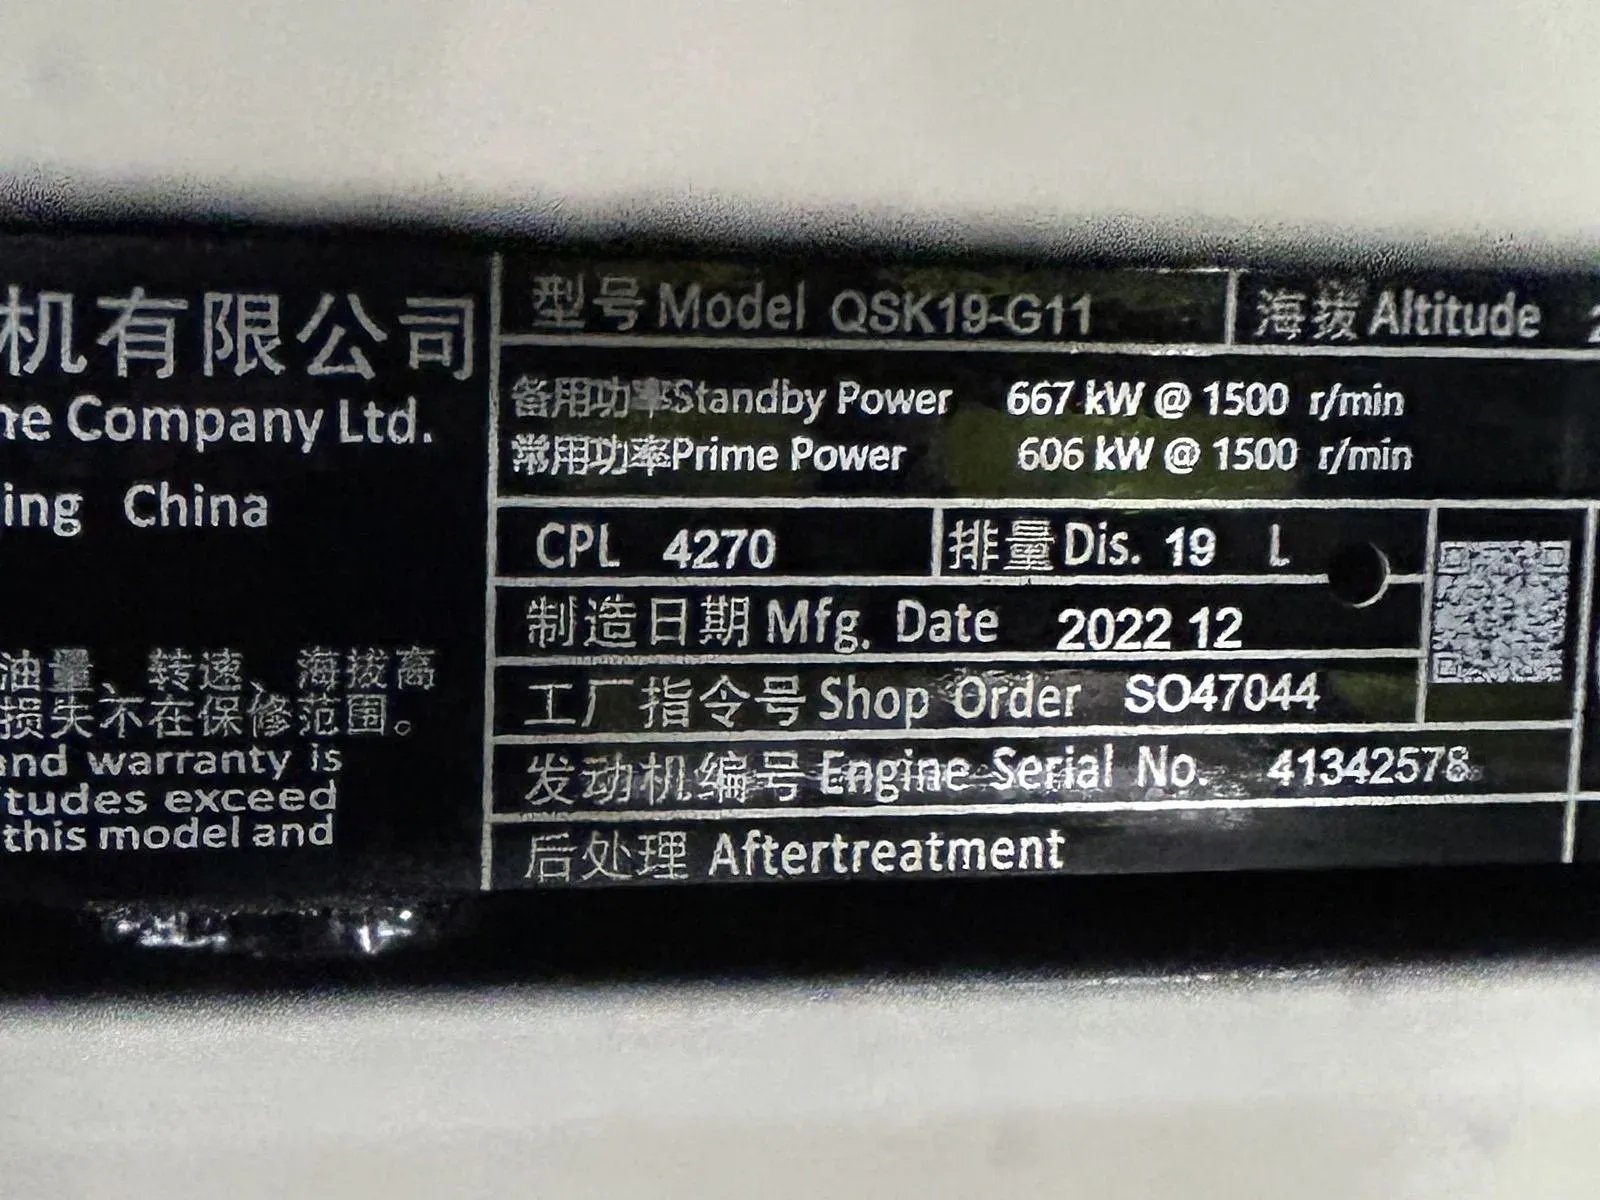 机有限公司
Company Ltd.
China
油量、转速、海拔高
损失不在保修范围。
and warranty is
exceed
this model and
型号 Model QSK19-G11
海拔 Altitude
备用功率 Standby Power 667 kW @ 1500 r/min
常用功率 Prime Power 606 kW @ 1500 r/min
CPL 4270
排量 Dis. 19 L
制造日期 Mfg. Date 2022 12
工厂指令号 Shop Order SO47044
发动机编号 Engine Serial No. 41342578
后处理 Aftertreatment